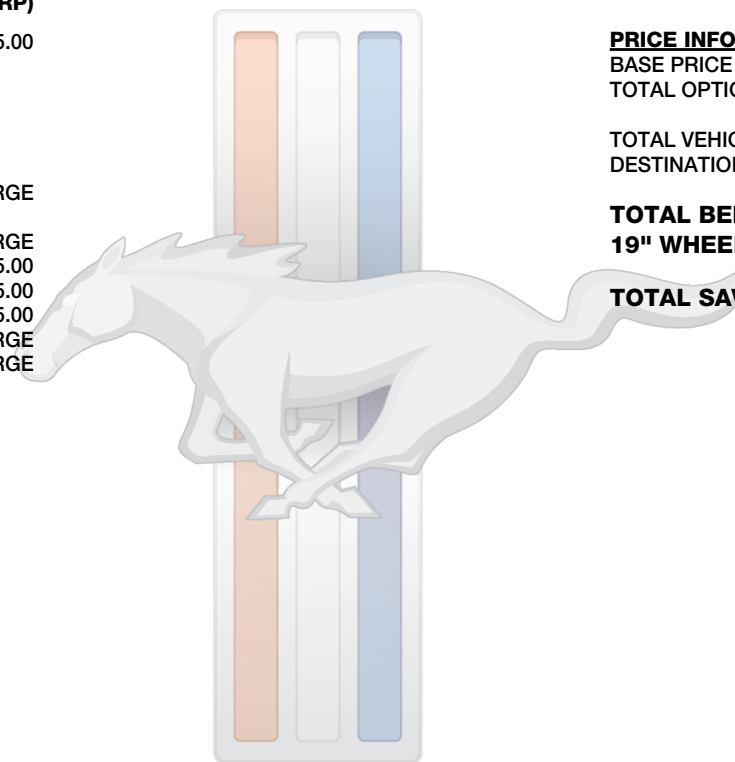 RP)
5.00
RGE
RGE
5.00
5.00
5.00
RGE
RGE
PRICE INFO
BASE PRICE
TOTAL OPTIO
TOTAL VEHIC
DESTINATION
TOTAL BE
19" WHEE
TOTAL SAV